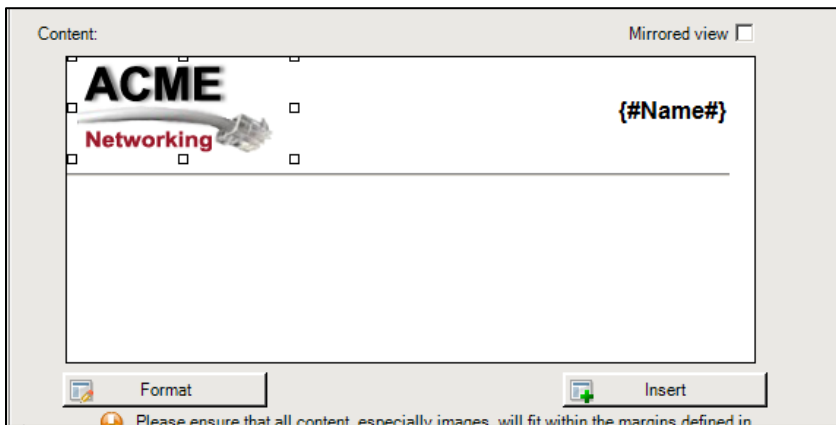 Content:
Mirrored view
ACME
{#Name#}
Networking
Format
Insert
Please ensure that all content, especially images, will fit within the margins defined in